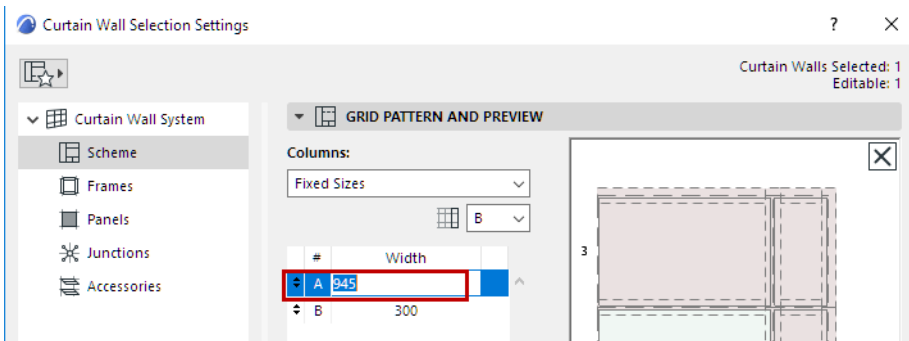 Curtain Wall Selection Settings
?
Curtain Walls Selected: 1
Editable: 1
Curtain Wall System
Scheme
Frames
Panels
Junctions
Accessories
GRID PATTERN AND PREVIEW
Columns:
Fixed Sizes
B
# Width
A 945
B 300
3